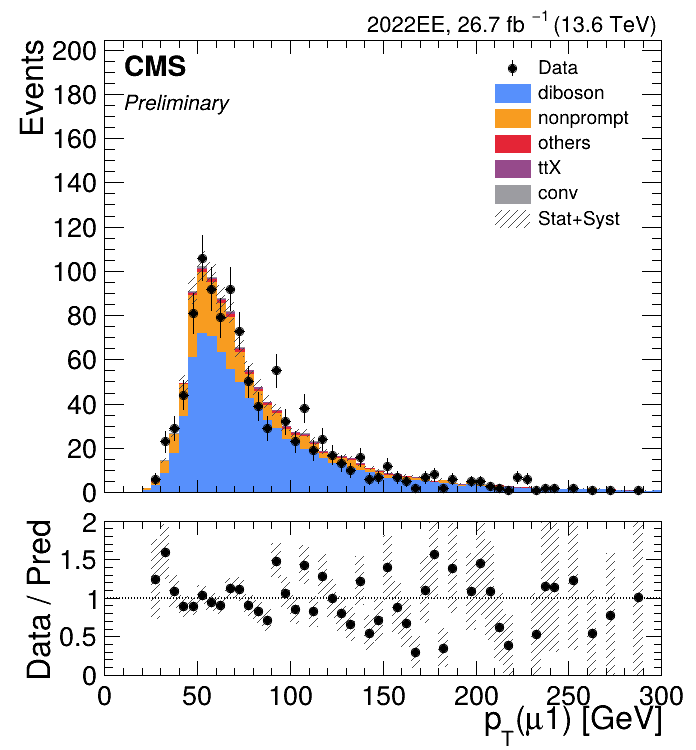 2022EE, 26.7 fb⁻¹ (13.6 TeV)
CMS
Preliminary
Data
diboson
nonprompt
others
ttX
conv
Stat+Syst
Events
200
180
160
140
120
100
80
60
40
20
0
Data / Pred
2
1.5
1
0.5
0
0 50 100 150 200 250 300
p_T(μ1) [GeV]